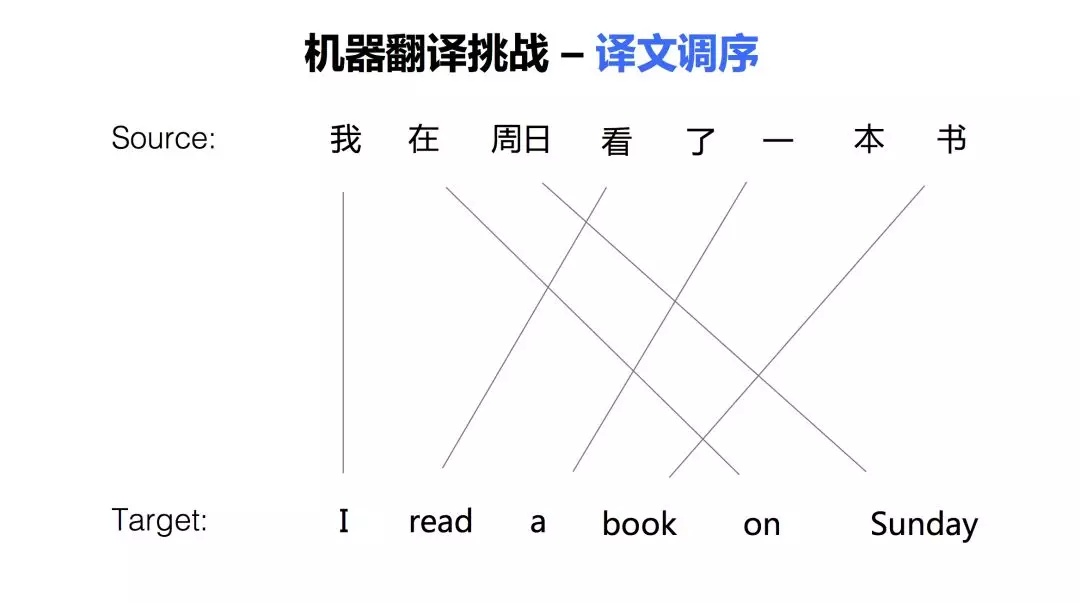 机器翻译挑战 – 译文调序
Source: 我 在 周日 看 了 一 本 书
Target: I read a book on Sunday